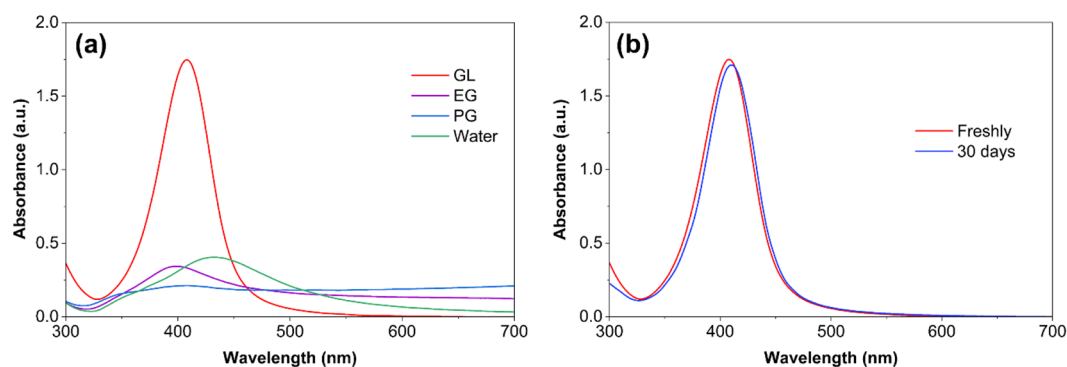 (a)
2.0
1.5
1.0
0.5
0.0
Absorbance (a.u.)
GL
EG
PG
Water
300 400 500 600 700
Wavelength (nm)
(b)
2.0
1.5
1.0
0.5
0.0
Absorbance (a.u.)
Freshly
30 days
300 400 500 600 700
Wavelength (nm)